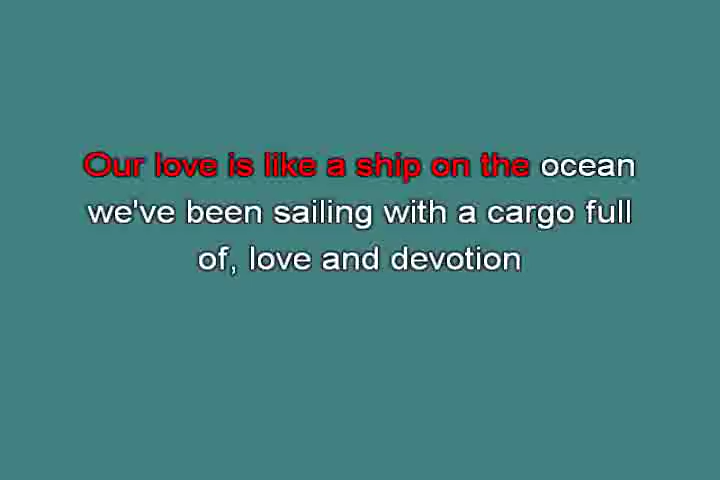 Our love is like a ship on the ocean
we've been sailing with a cargo full
of, love and devotion